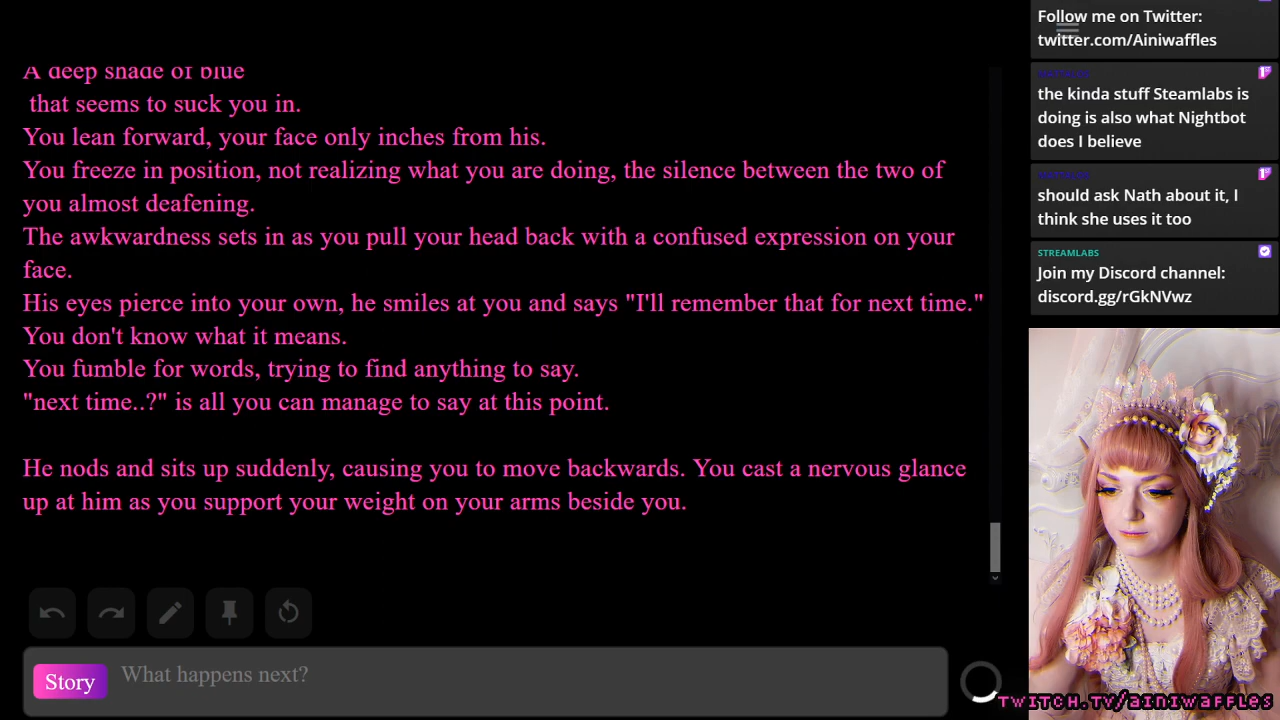 A deep shade of blue
that seems to suck you in.
You lean forward, your face only inches from his.
You freeze in position, not realizing what you are doing, the silence between the two of
you almost deafening.
The awkwardness sets in as you pull your head back with a confused expression on your
face.
His eyes pierce into your own, he smiles at you and says "I'll remember that for next time."
You don't know what it means.
You fumble for words, trying to find anything to say.
"next time..?" is all you can manage to say at this point.
He nods and sits up suddenly, causing you to move backwards. You cast a nervous glance
up at him as you support your weight on your arms beside you.
Story
What happens next?
Follow me on Twitter:
twitter.com/Ainiwaffles
the kinda stuff Steamlabs is
doing is also what Nightbot
does I believe
should ask Nath about it, I
think she uses it too
STREAMLABS
Join my Discord channel:
discord.gg/rGkNVwz
TWITCH.TV/AINIWAFFLES